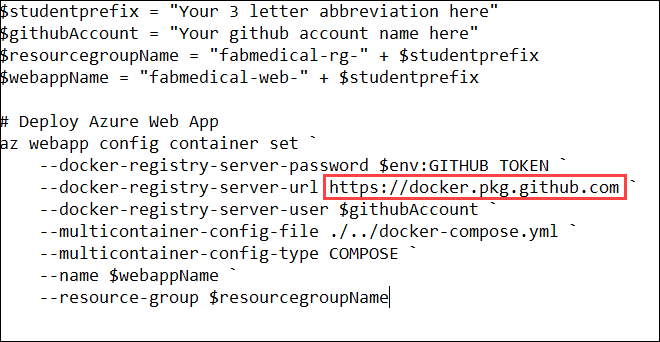 $studentprefix = "Your 3 letter abbreviation here"
$githubAccount = "Your github account name here"
$resourcegroupName = "fabmedical-rg-" + $studentprefix
$webappName = "fabmedical-web-" + $studentprefix

# Deploy Azure Web App
az webapp config container set `
    --docker-registry-server-password $env:GITHUB_TOKEN `
    --docker-registry-server-url https://docker.pkg.github.com `
    --docker-registry-server-user $githubAccount `
    --multicontainer-config-file ./../docker-compose.yml `
    --multicontainer-config-type COMPOSE `
    --name $webappName `
    --resource-group $resourcegroupName